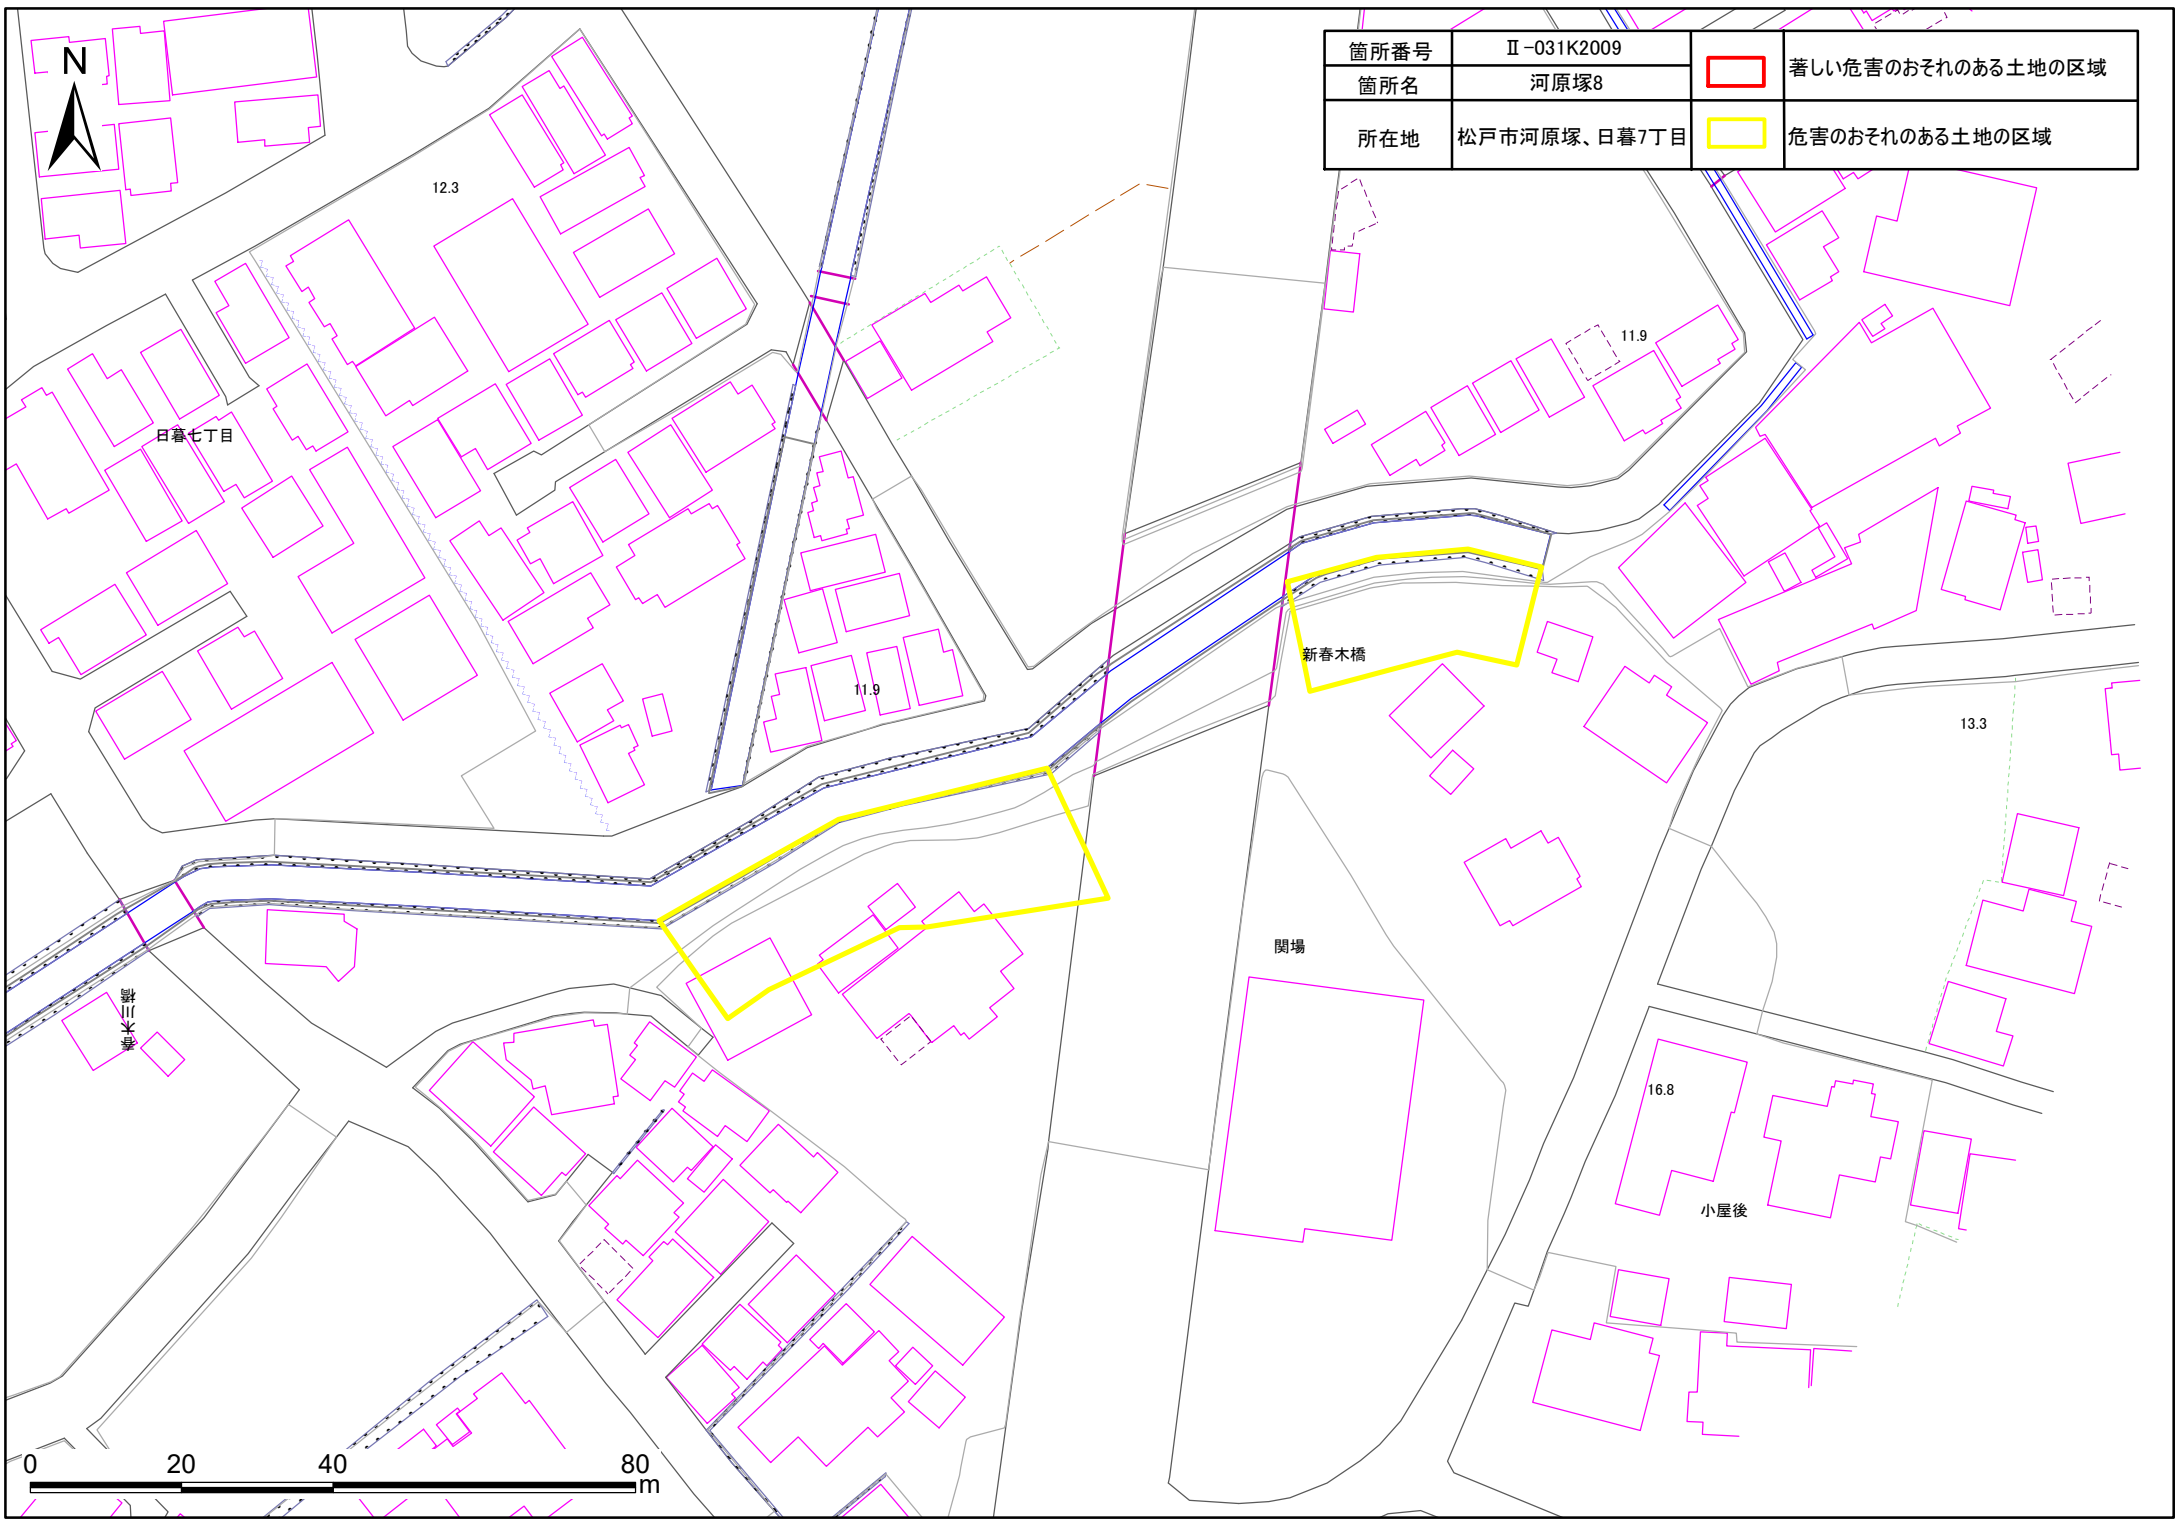 N
箇所番号 Ⅱ-031K2009 著しい危害のおそれのある土地の区域
箇所名 河原塚8
所在地 松戸市河原塚、日暮7丁目 危害のおそれのある土地の区域
12.3
11.9
日暮七丁目
新春木橋
11.9
13.3
関場
春木川橋
16.8
小屋後
0 20 40 80
m